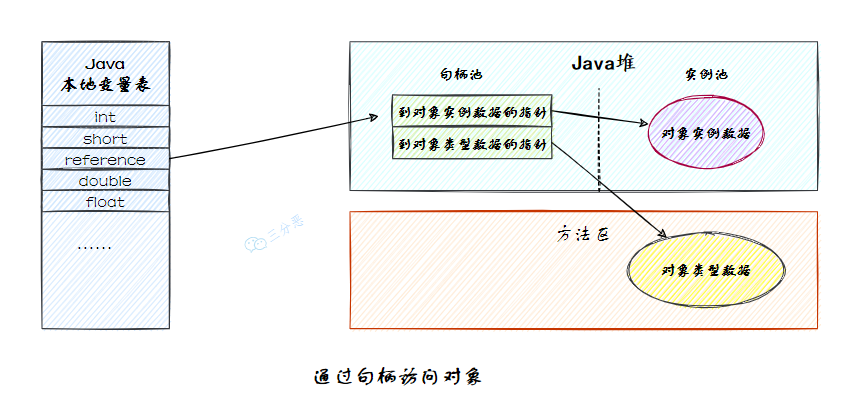 Java
本地变量表
int
short
reference
double
float
......
Java堆
句柄池
实例池
到对象实例数据的指针
到对象类型数据的指针
对象实例数据
方法区
对象类型数据
三分恶
通过句柄访问对象